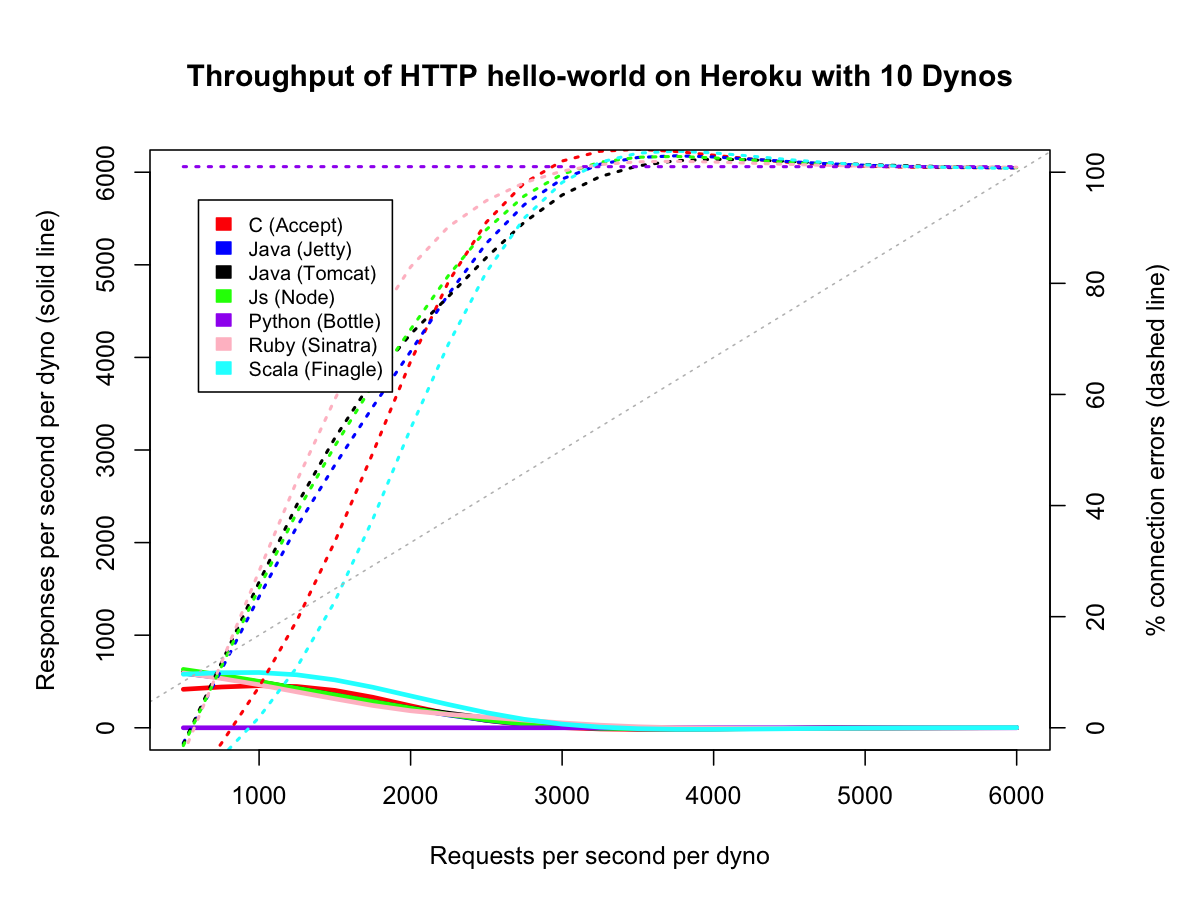 Throughput of HTTP hello-world on Heroku with 10 Dynos
Responses per second per dyno (solid line)
6000
5000
4000
3000
2000
1000
0
C (Accept)
Java (Jetty)
Java (Tomcat)
Js (Node)
Python (Bottle)
Ruby (Sinatra)
Scala (Finagle)
100
80
60
40
20
0
% connection errors (dashed line)
1000 2000 3000 4000 5000 6000
Requests per second per dyno